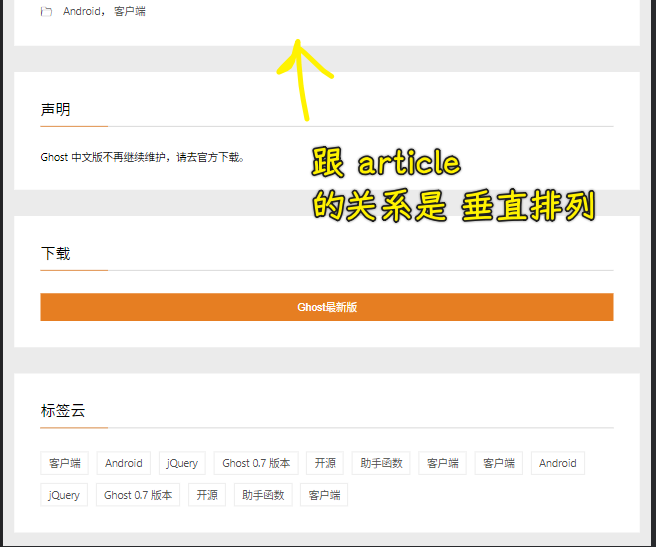 Android， 客户端
声明
Ghost 中文版不再继续维护，请去官方下载。
跟 article
的关系是 垂直排列
下载
Ghost最新版
标签云
客户端 Android jQuery Ghost 0.7 版本 开源 助手函数 客户端 客户端 Android
jQuery Ghost 0.7 版本 开源 助手函数 客户端